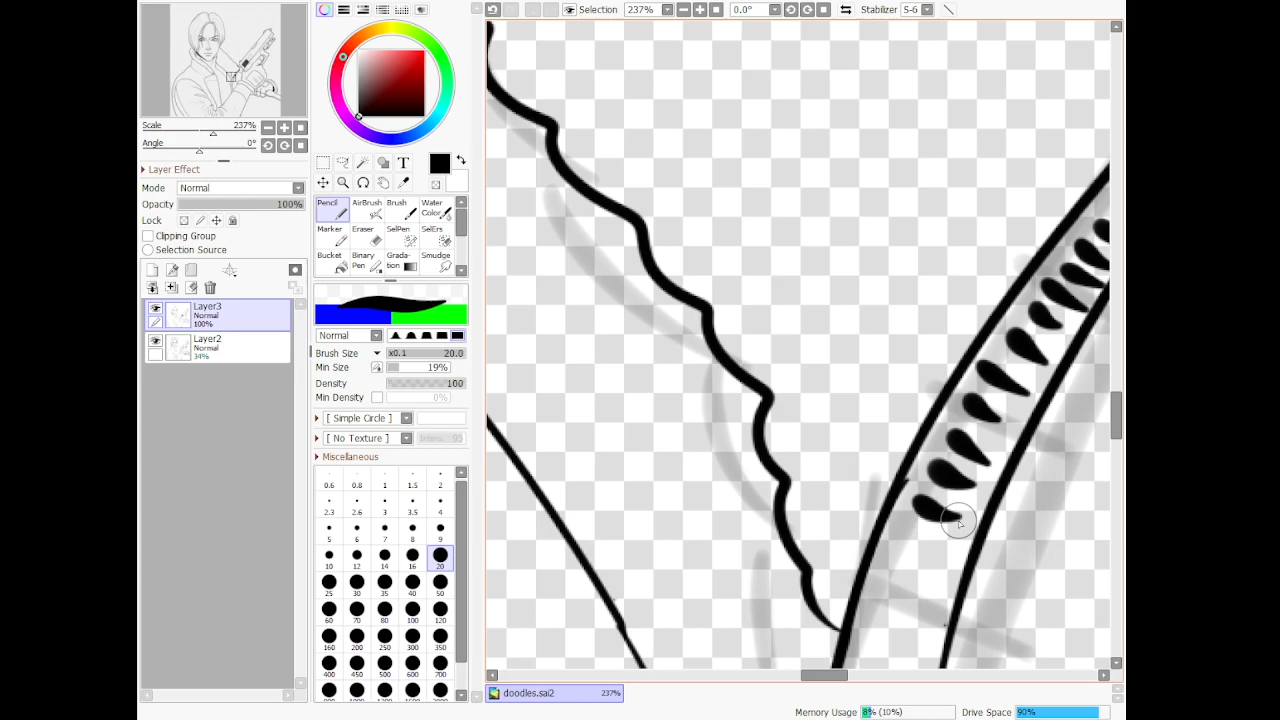 Selection 237% 0.0° Stabilizer S-6
Scale 237%
Angle 0°
Layer Effect
Mode Normal
Opacity 100%
Lock
Clipping Group
Selection Source
Layer3
Normal
100%
Layer2
Normal
34%
T
Pencil AirBrush Brush Water Color
Marker Eraser SelPen SelErs
Bucket Binary Pen Grada- tion Smudge
Normal
Brush Size x0.1 20.0
Min Size 19%
Density 100
Min Density 0%
[ Simple Circle ]
[ No Texture ] Intens. 95
Miscellaneous
0.6 0.8 1 1.5 2
2.3 2.6 3 3.5 4
5 6 7 8 9
10 12 14 16 20
25 30 35 40 50
60 70 80 100 120
160 200 250 300 350
400 450 500 600 700
doodles.sai2 237%
Memory Usage 8% (10%) Drive Space 90%